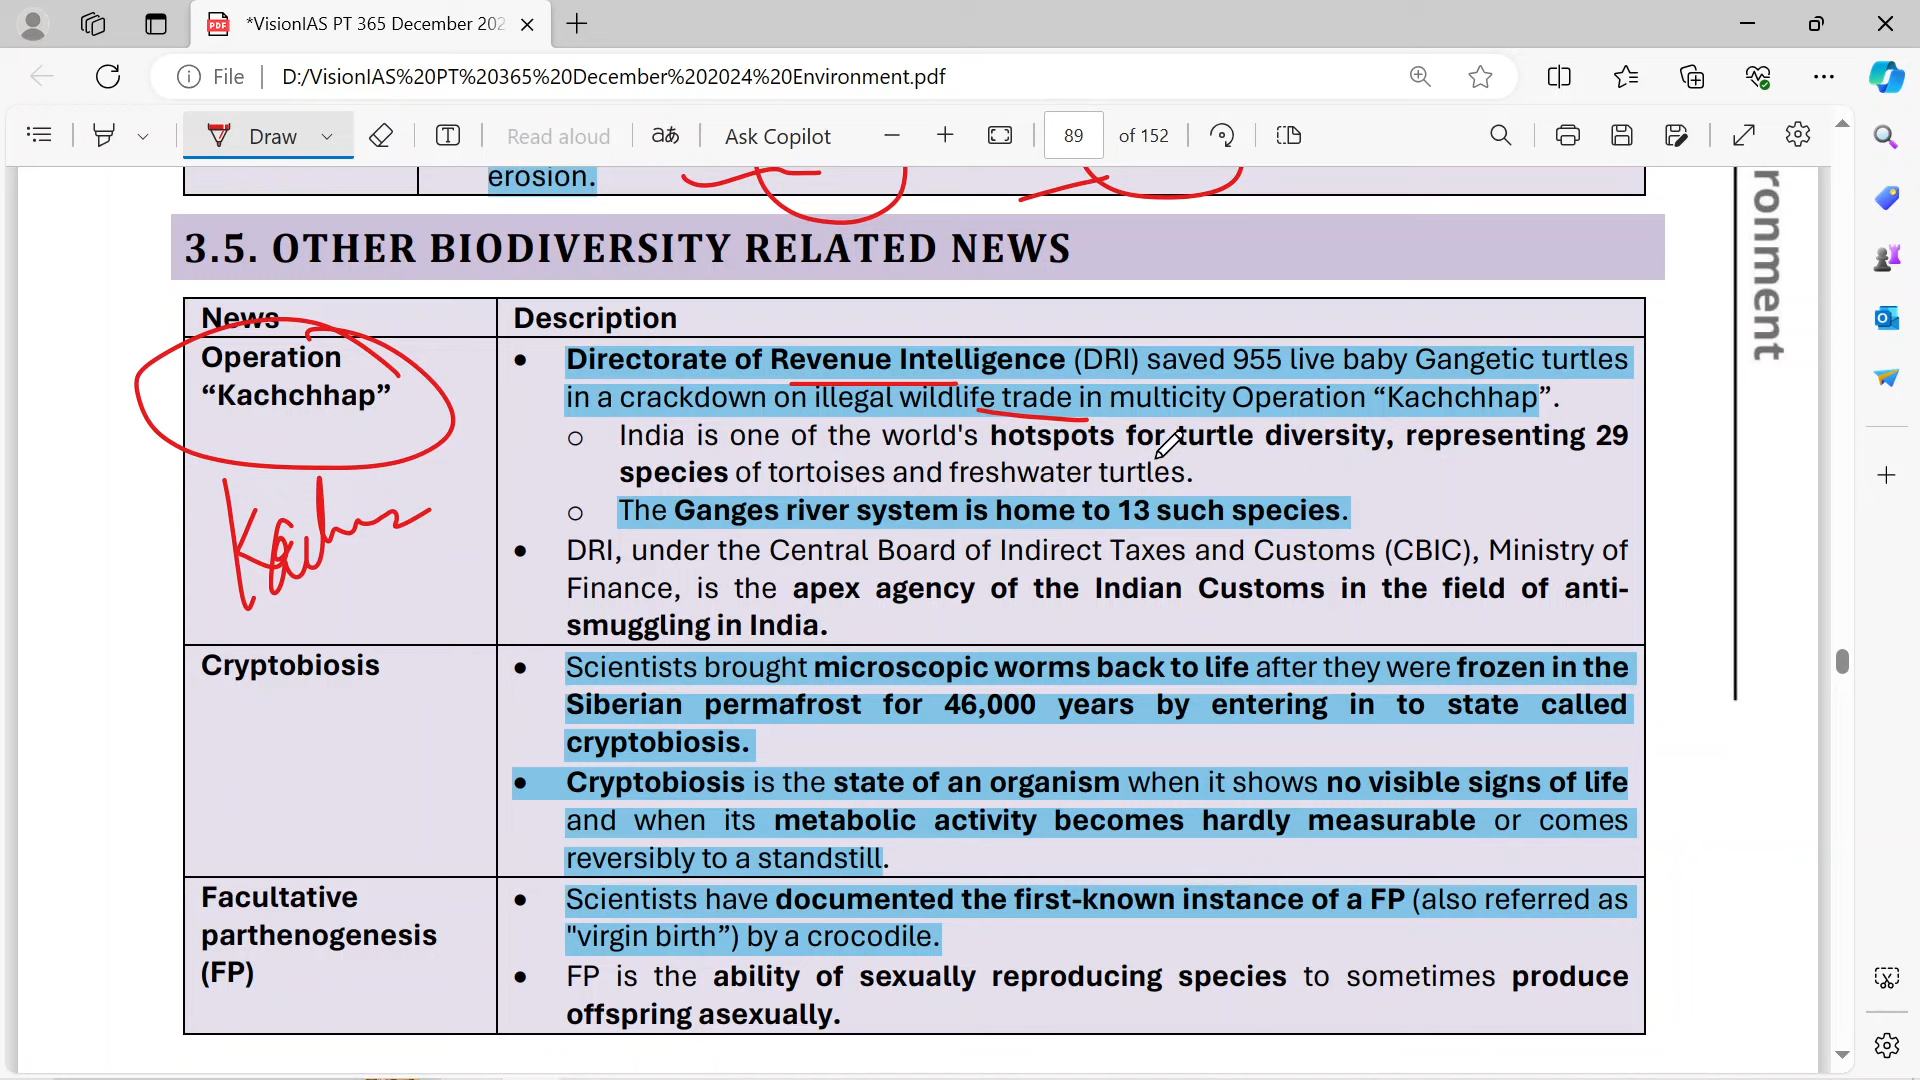 *VisionIAS PT 365 December 202
File
D:/VisionIAS%20PT%20365%20December%202024%20Environment.pdf
Draw
Read aloud
aあ
Ask Copilot
89
of 152
erosion.
ronment
3.5. OTHER BIODIVERSITY RELATED NEWS
News
Description
Operation
“Kachchhap”
• Directorate of Revenue Intelligence (DRI) saved 955 live baby Gangetic turtles
in a crackdown on illegal wildlife trade in multicity Operation “Kachchhap”.
o India is one of the world's hotspots for turtle diversity, representing 29
species of tortoises and freshwater turtles.
o The Ganges river system is home to 13 such species.
• DRI, under the Central Board of Indirect Taxes and Customs (CBIC), Ministry of
Finance, is the apex agency of the Indian Customs in the field of anti-
smuggling in India.
Cryptobiosis
• Scientists brought microscopic worms back to life after they were frozen in the
Siberian permafrost for 46,000 years by entering in to state called
cryptobiosis.
• Cryptobiosis is the state of an organism when it shows no visible signs of life
and when its metabolic activity becomes hardly measurable or comes
reversibly to a standstill.
Facultative
parthenogenesis
(FP)
• Scientists have documented the first-known instance of a FP (also referred as
"virgin birth”) by a crocodile.
• FP is the ability of sexually reproducing species to sometimes produce
offspring asexually.